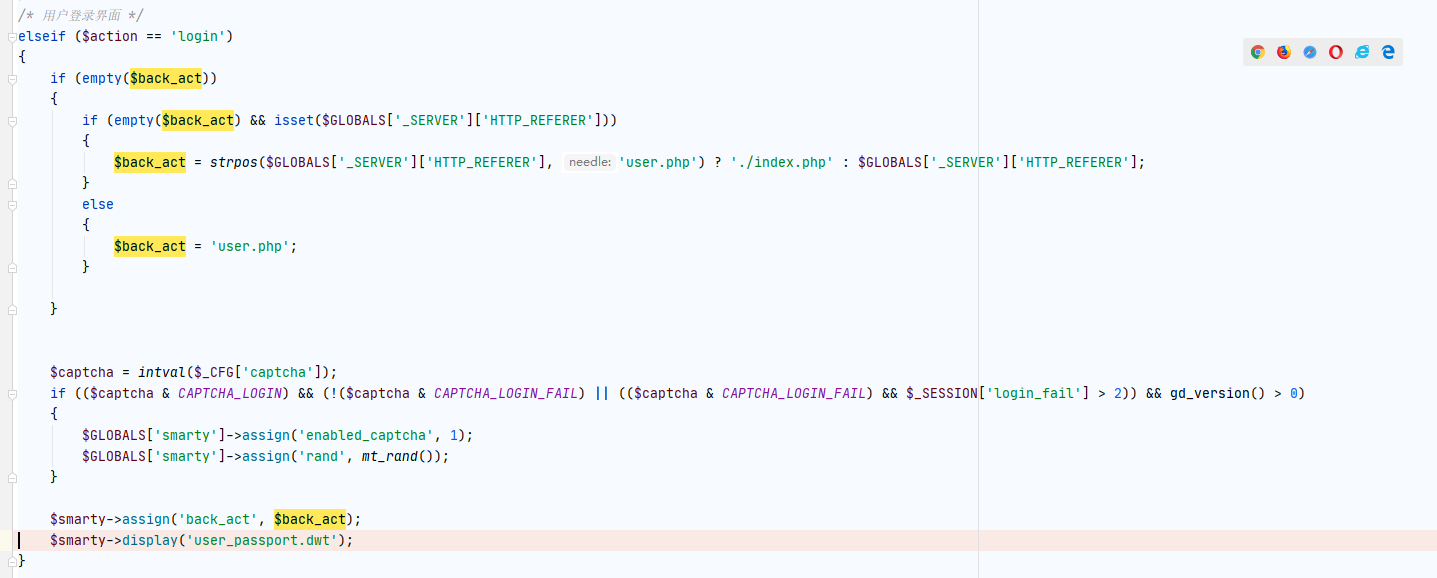 /* 用户登录界面 */
elseif ($action == 'login')
{
    if (empty($back_act))
    {
        if (empty($back_act) && isset($GLOBALS['_SERVER']['HTTP_REFERER']))
        {
            $back_act = strpos($GLOBALS['_SERVER']['HTTP_REFERER'], needle: 'user.php') ? './index.php' : $GLOBALS['_SERVER']['HTTP_REFERER'];
        }
        else
        {
            $back_act = 'user.php';
        }
    }
    $captcha = intval($_CFG['captcha']);
    if (($captcha & CAPTCHA_LOGIN) && (!($captcha & CAPTCHA_LOGIN_FAIL) || (($captcha & CAPTCHA_LOGIN_FAIL) && $_SESSION['login_fail'] > 2)) && gd_version() > 0)
    {
        $GLOBALS['smarty']->assign('enabled_captcha', 1);
        $GLOBALS['smarty']->assign('rand', mt_rand());
    }
    $smarty->assign('back_act', $back_act);
    $smarty->display('user_passport.dwt');
}